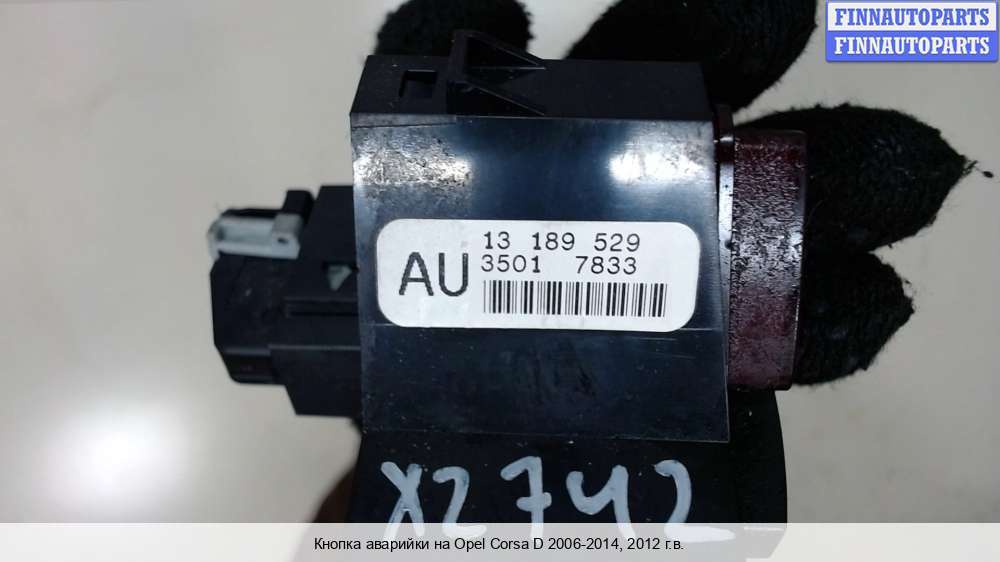 FINNAUTOPARTS
FINNAUTOPARTS
AU
13 189 529
3501 7833
X2742
Кнопка аварийки на Opel Corsa D 2006-2014, 2012 г.в.